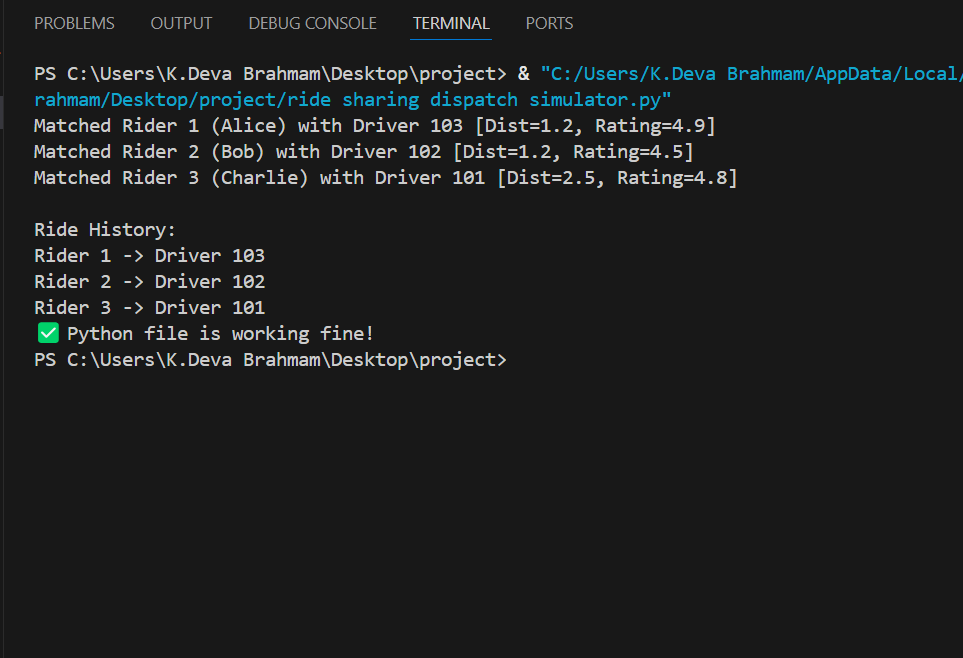 PROBLEMS OUTPUT DEBUG CONSOLE TERMINAL PORTS
PS C:\Users\K.Deva Brahmam\Desktop\project> & "C:/Users/K.Deva Brahmam/AppData/Local/
rahmam/Desktop/project/ride sharing dispatch simulator.py"
Matched Rider 1 (Alice) with Driver 103 [Dist=1.2, Rating=4.9]
Matched Rider 2 (Bob) with Driver 102 [Dist=1.2, Rating=4.5]
Matched Rider 3 (Charlie) with Driver 101 [Dist=2.5, Rating=4.8]
Ride History:
Rider 1 -> Driver 103
Rider 2 -> Driver 102
Rider 3 -> Driver 101
✅ Python file is working fine!
PS C:\Users\K.Deva Brahmam\Desktop\project>